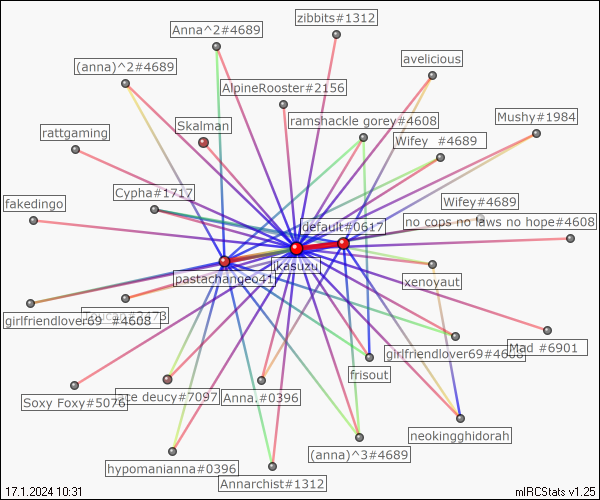 zibbits#1312
Anna^2#4689
avelicious
(anna)^2#4689
AlpineRooster#2156
ramshackle gorey#4608
Mushy#1984
Skalman
rattgaming
Wifey #4689
Cypha#1717
Wifey#4689
fakedingo
no cops no laws no hope#4608
default#0617
ikasuzu
pastachangeo41
xenoyaut
girlfriendlover69 #4608
girlfriendlover69#4608
Mad #6901
frisout
Soxy Foxy#5076
ace deucy#7097
Anna.#0396
neokingghidorah
(anna)^3#4689
hypomanianna#0396
Annarchist#1312
17.1.2024 10:31
mIRCStats v1.25